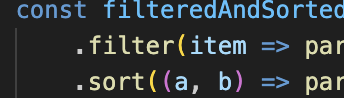 const filteredAndSorted
.filter(item => par
.sort((a, b) => par